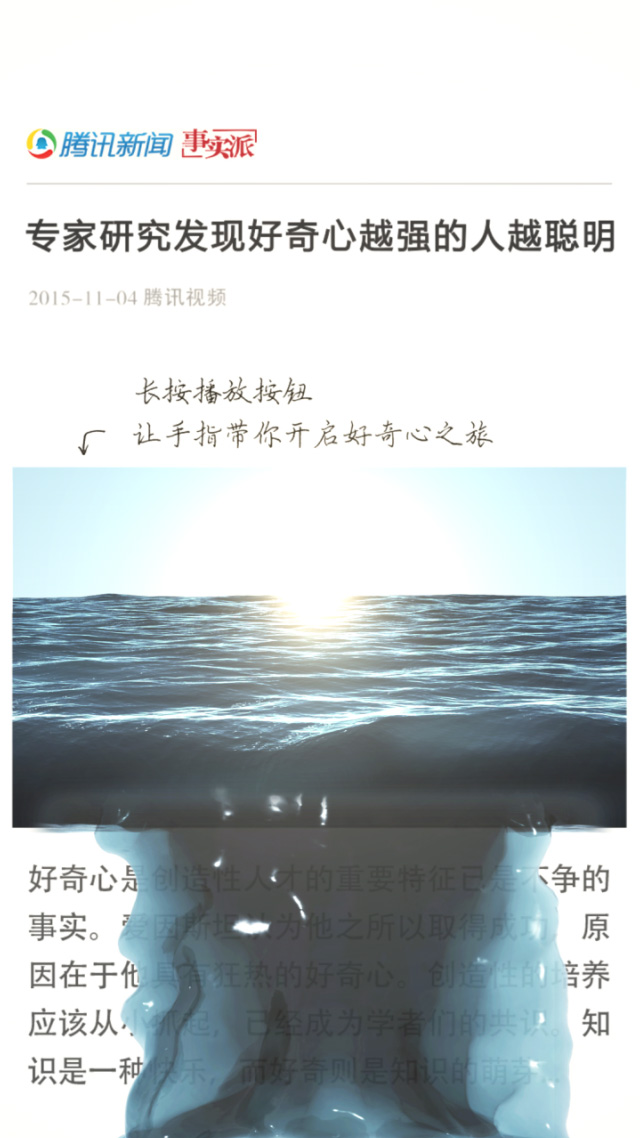 腾讯新闻 事实派
专家研究发现好奇心越强的人越聪明
2015-11-04 腾讯视频
长按播放按钮
让手指带你开启好奇心之旅
好奇心是创造性人才的重要特征已是不争的
事实。爱因斯坦认为他之所以取得成功，原
因在于他具有狂热的好奇心。创造性的培养
应该从小抓起，已经成为学者们的共识。知
识是一种快乐，而好奇则是知识的萌芽…